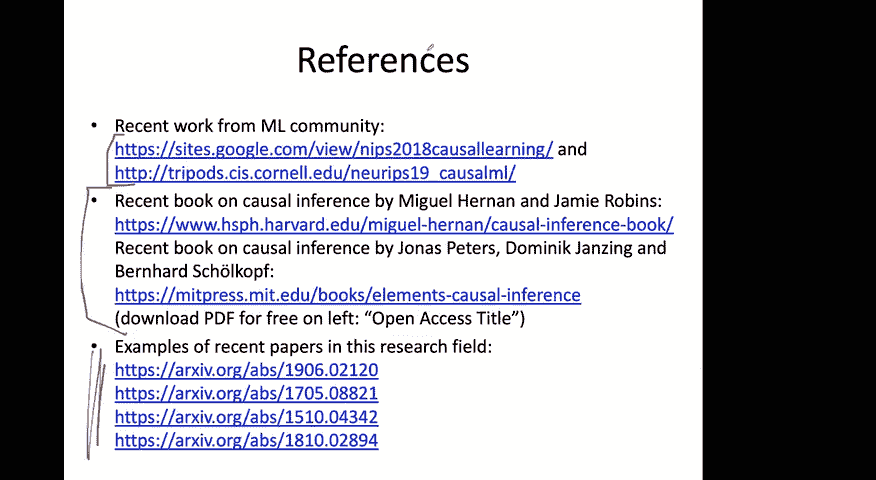 References
• Recent work from ML community:
https://sites.google.com/view/nips2018causallearning/ and
http://tripods.cis.cornell.edu/neurips19_causalml/
• Recent book on causal inference by Miguel Hernan and Jamie Robins:
https://www.hsph.harvard.edu/miguel-hernan/causal-inference-book/
Recent book on causal inference by Jonas Peters, Dominik Janzing and
Bernhard Schölkopf:
https://mitpress.mit.edu/books/elements-causal-inference
(download PDF for free on left: “Open Access Title”)
• Examples of recent papers in this research field:
https://arxiv.org/abs/1906.02120
https://arxiv.org/abs/1705.08821
https://arxiv.org/abs/1510.04342
https://arxiv.org/abs/1810.02894